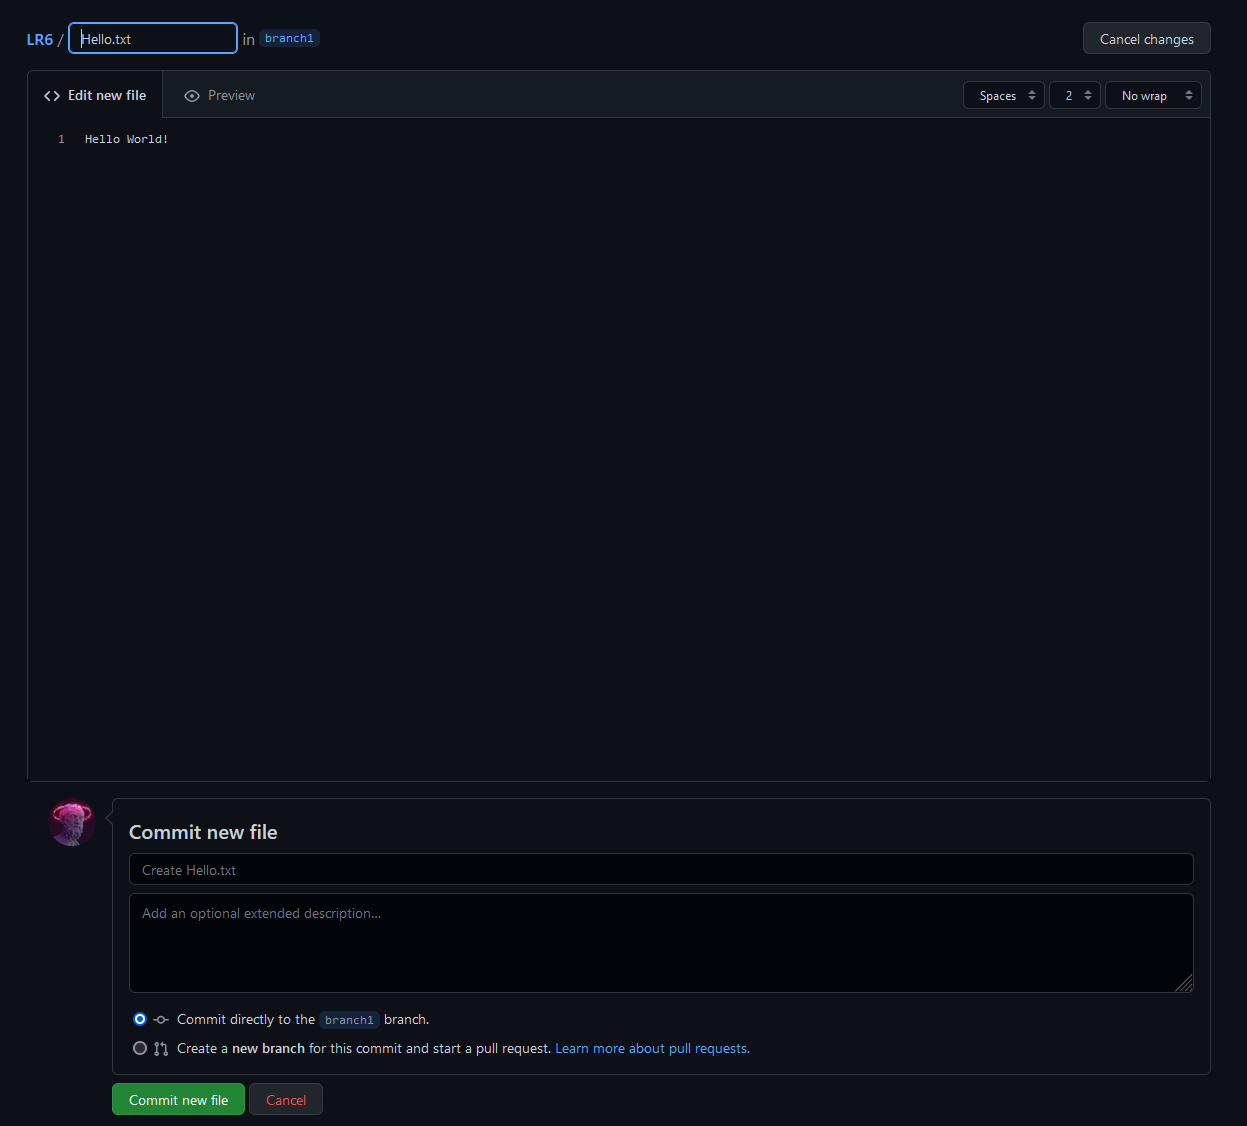 LR6 / Hello.txt in branch1 Cancel changes
Edit new file Preview Spaces 2 No wrap
1 Hello World!
Commit new file
Create Hello.txt
Add an optional extended description...
Commit directly to the branch1 branch.
Create a new branch for this commit and start a pull request. Learn more about pull requests.
Commit new file Cancel